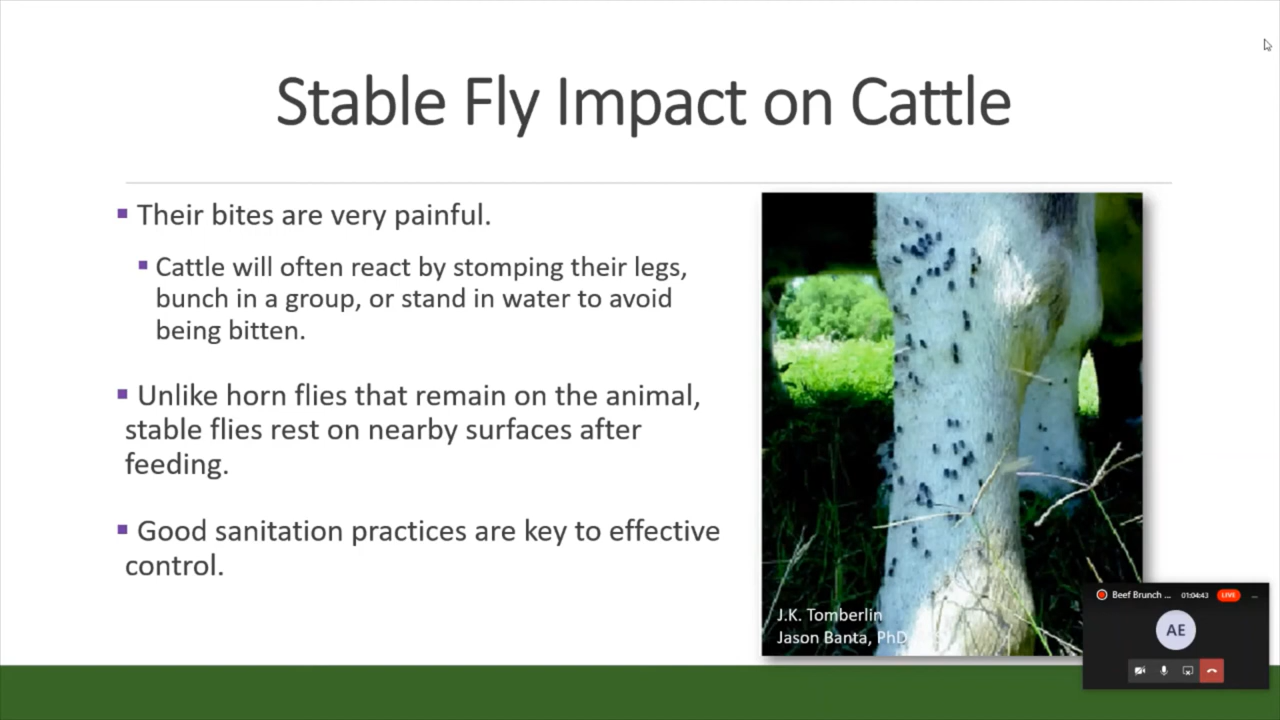 Stable Fly Impact on Cattle
Their bites are very painful.
Cattle will often react by stomping their legs,
bunch in a group, or stand in water to avoid
being bitten.
Unlike horn flies that remain on the animal,
stable flies rest on nearby surfaces after
feeding.
Good sanitation practices are key to effective
control.
J.K. Tomberlin
Jason Banta, PhD
Beef Brunch ... 01:04:43 LIVE ...
AE